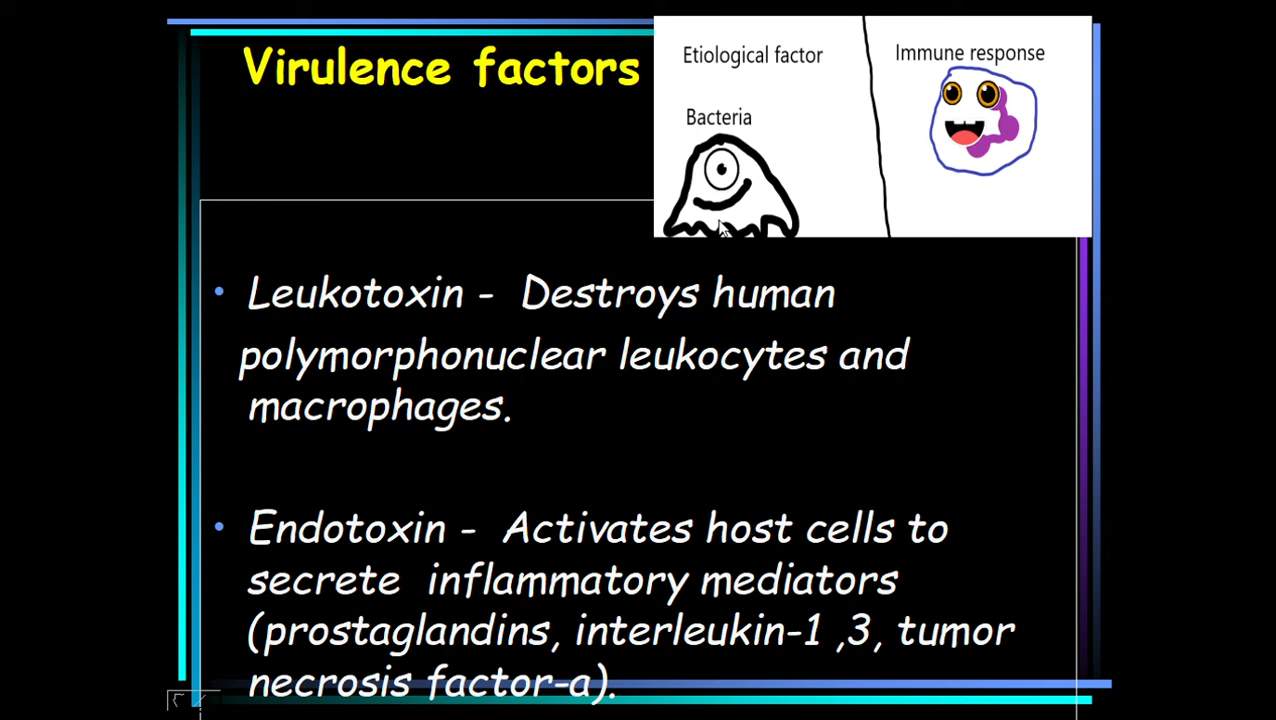 Virulence factors
Etiological factor
Immune response
Bacteria
• Leukotoxin - Destroys human
polymorphonuclear leukocytes and
macrophages.
• Endotoxin - Activates host cells to
secrete inflammatory mediators
(prostaglandins, interleukin-1 ,3, tumor
necrosis factor-a).